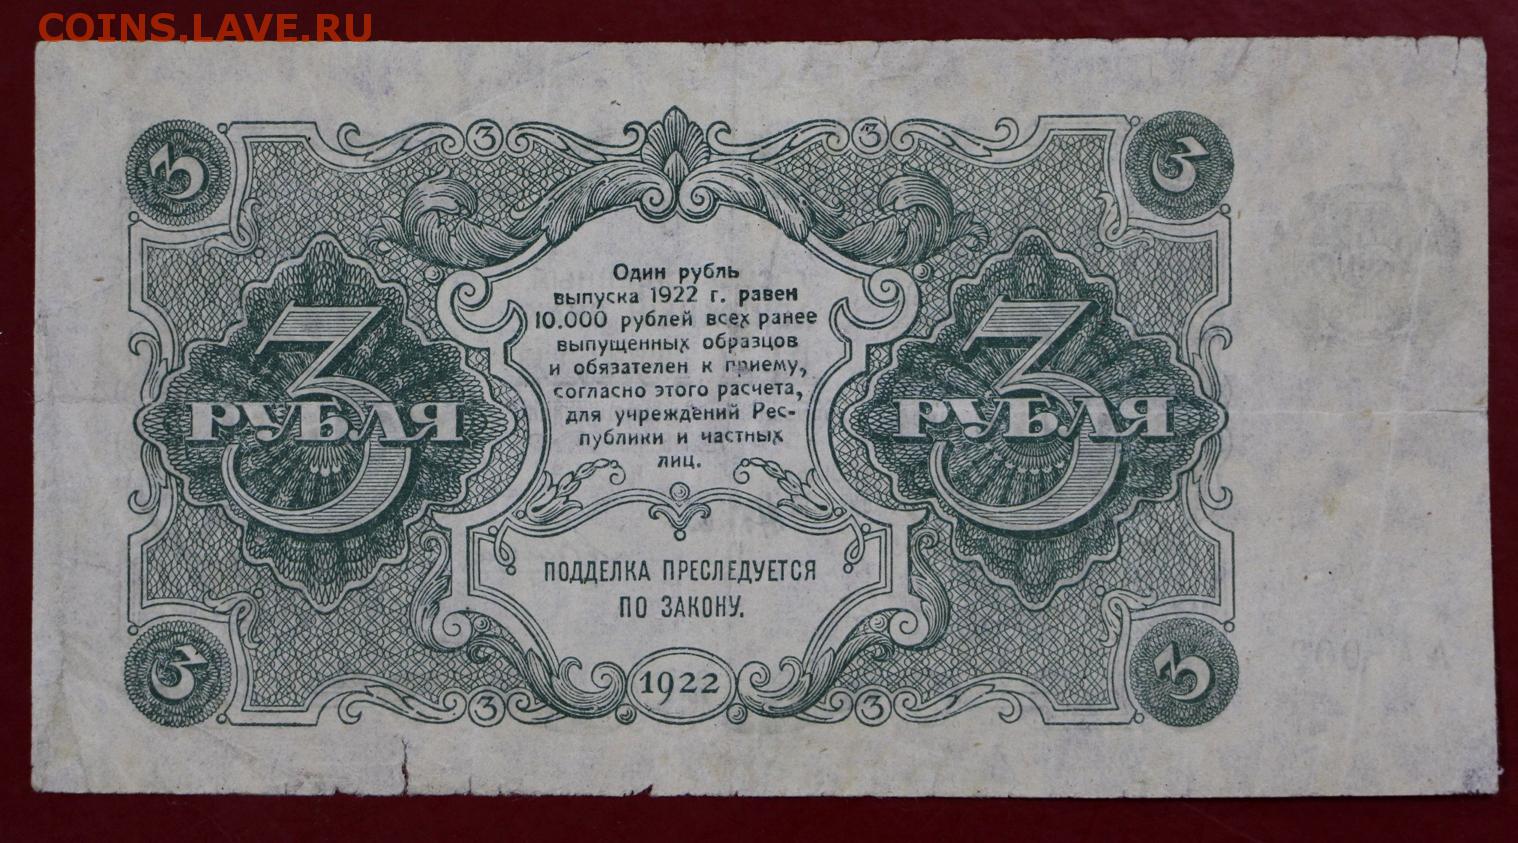 COINS.LAVE.RU
3 3 3 3
Один рубль
выпуска 1922 г. равен
10.000 рублей всех ранее
выпущенных образцов
и обязателен к приему,
согласно этого расчета,
для учреждений Рес-
публики и частных
лиц.
3 РУБЛЯ
3 РУБЛЯ
ПОДДЕЛКА ПРЕСЛЕДУЕТСЯ
ПО ЗАКОНУ.
1922
3 3 3 3